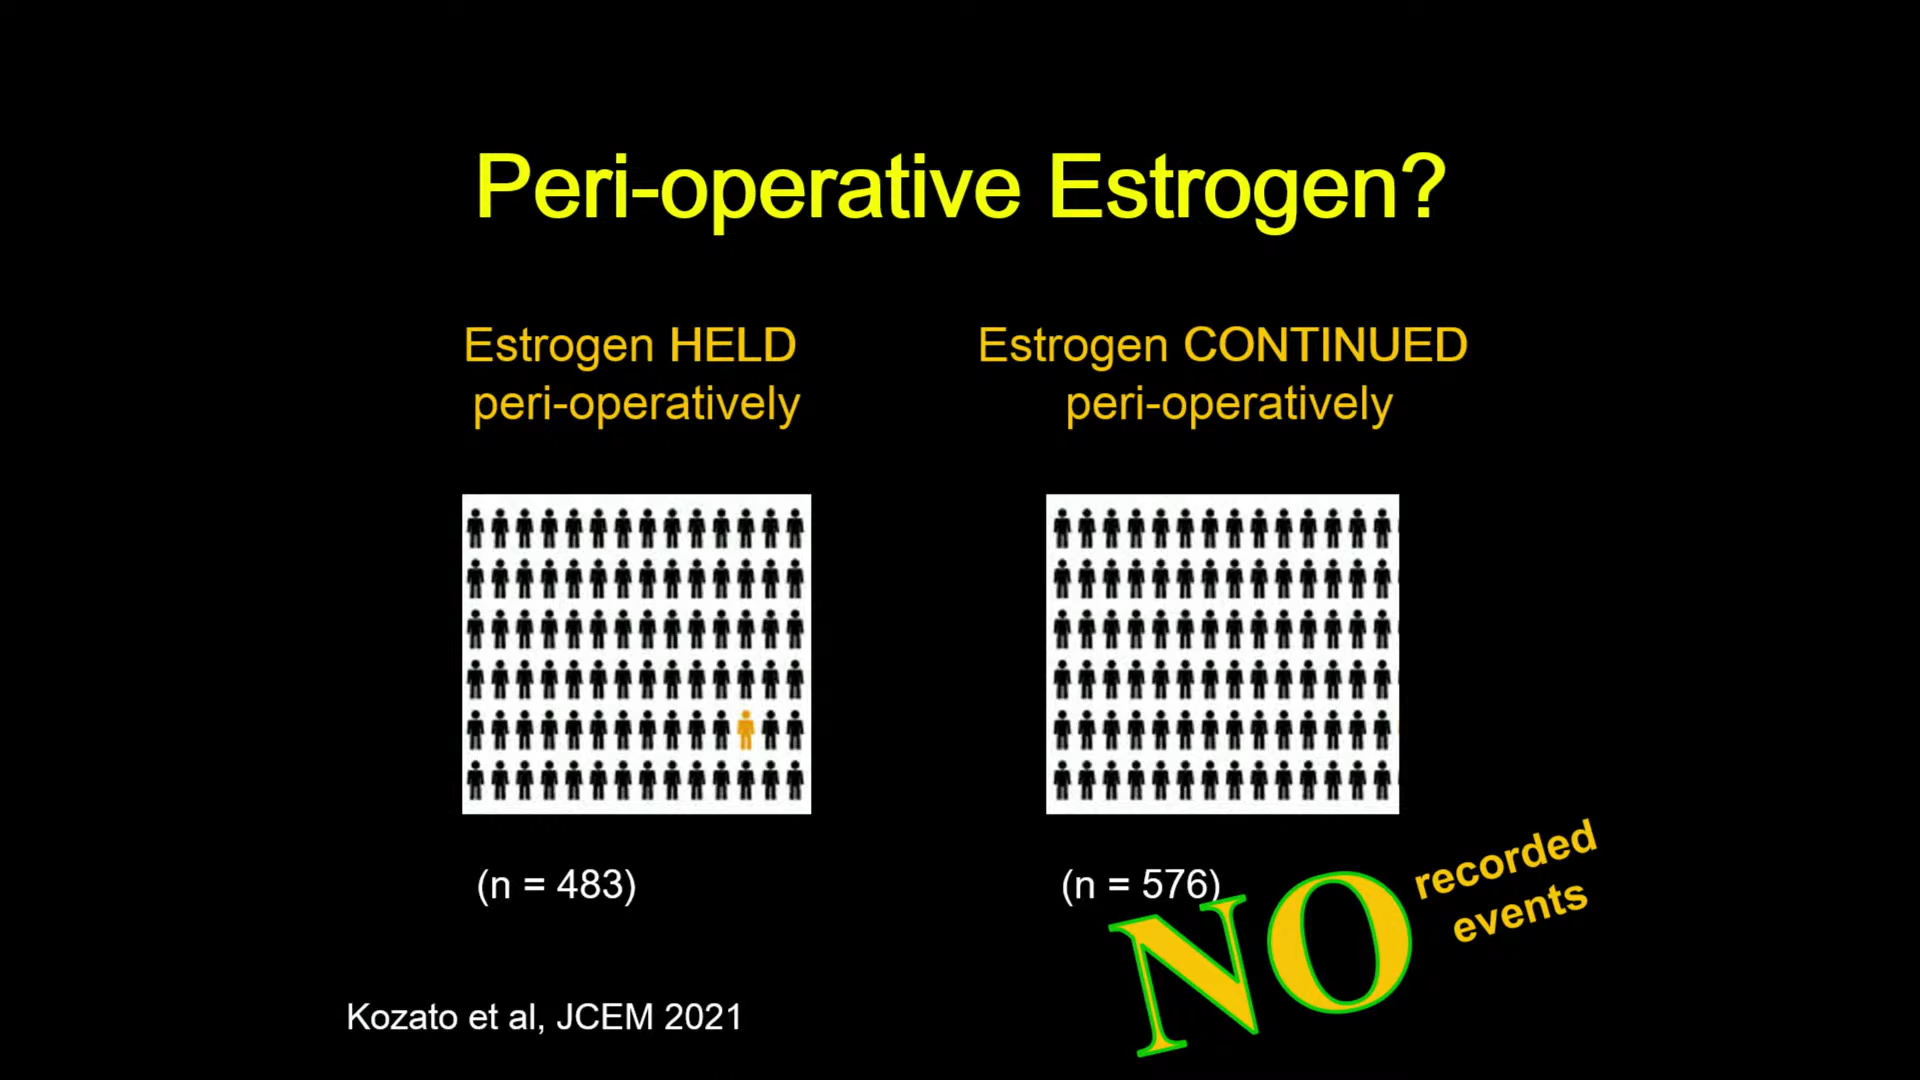 Peri-operative Estrogen?
Estrogen HELD
peri-operatively
Estrogen CONTINUED
peri-operatively
(n = 483)
(n = 576)
NO
recorded
events
Kozato et al, JCEM 2021